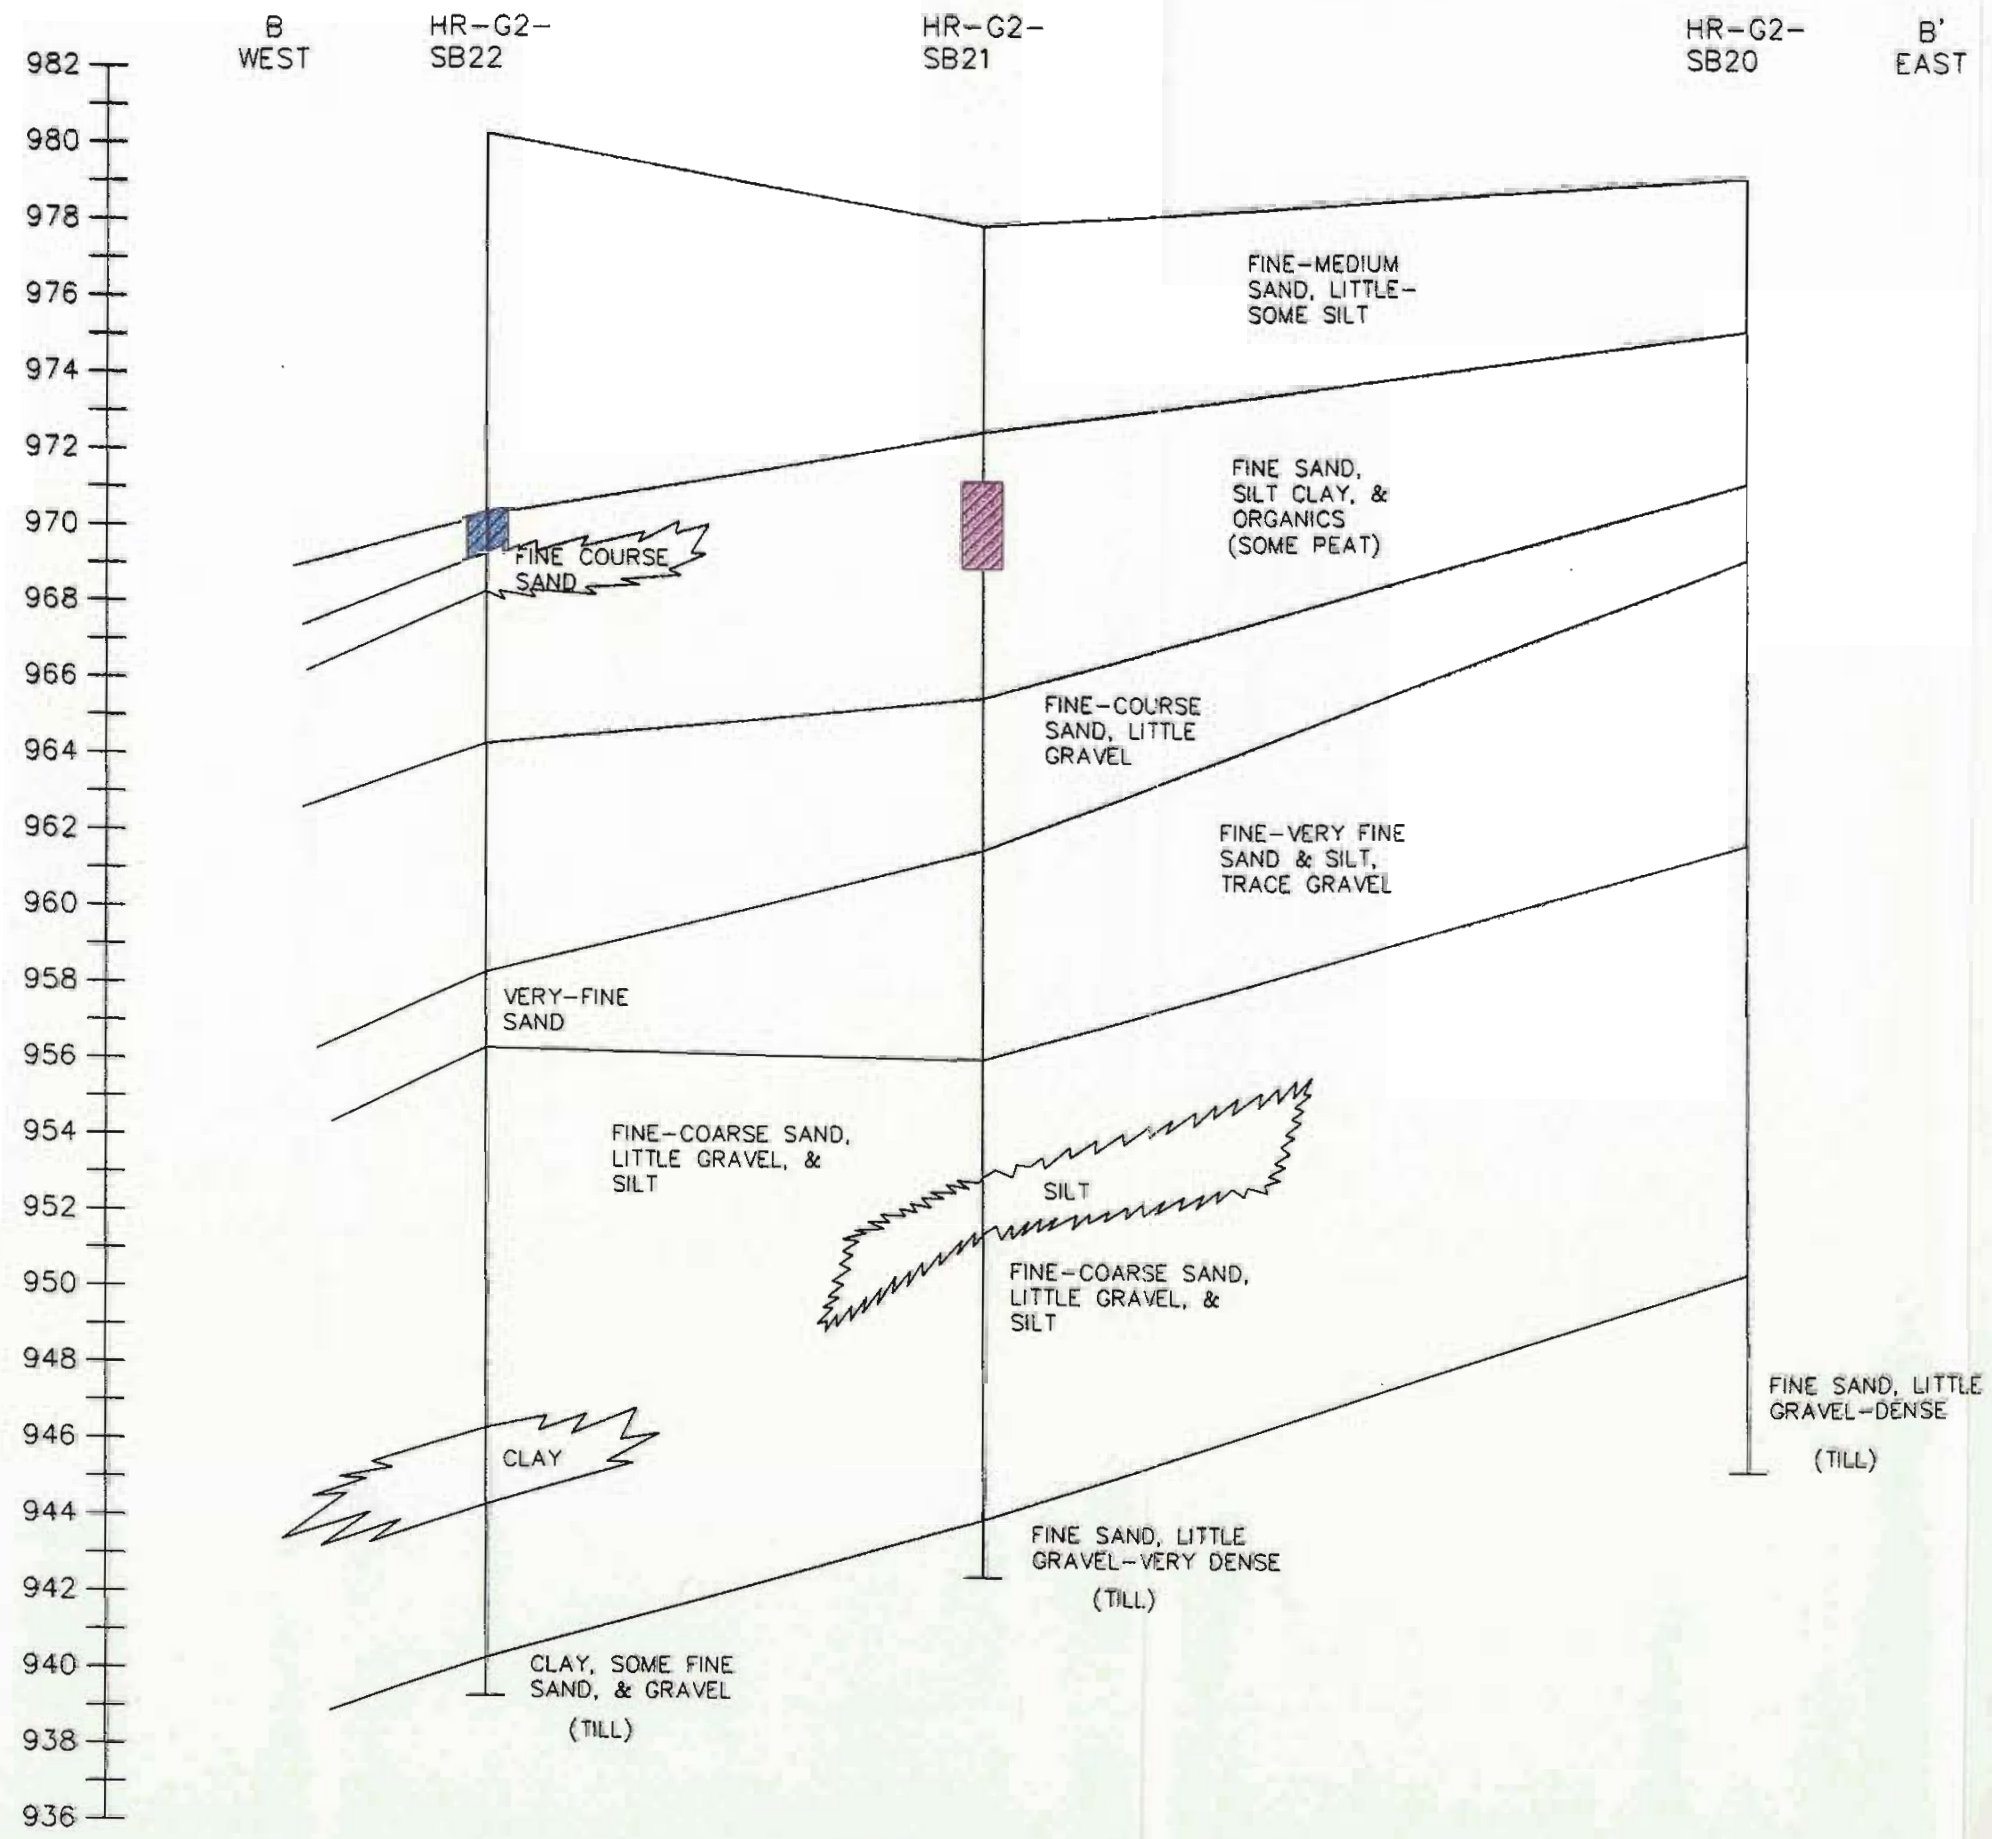 B
WEST
HR-G2-
SB22
HR-G2-
SB21
HR-G2-
SB20
B'
EAST
982
980
978
976
974
972
970
968
966
964
962
960
958
956
954
952
950
948
946
944
942
940
938
936
FINE-MEDIUM
SAND, LITTLE-
SOME SILT
FINE SAND,
SILT CLAY, &
ORGANICS
(SOME PEAT)
FINE COURSE
SAND
FINE-COURSE
SAND, LITTLE
GRAVEL
FINE-VERY FINE
SAND & SILT,
TRACE GRAVEL
VERY-FINE
SAND
FINE-COARSE SAND,
LITTLE GRAVEL, &
SILT
SILT
FINE-COARSE SAND,
LITTLE GRAVEL, &
SILT
CLAY
FINE SAND, LITTLE
GRAVEL-DENSE
(TILL)
FINE SAND, LITTLE
GRAVEL-VERY DENSE
(TILL)
CLAY, SOME FINE
SAND, & GRAVEL
(TILL)